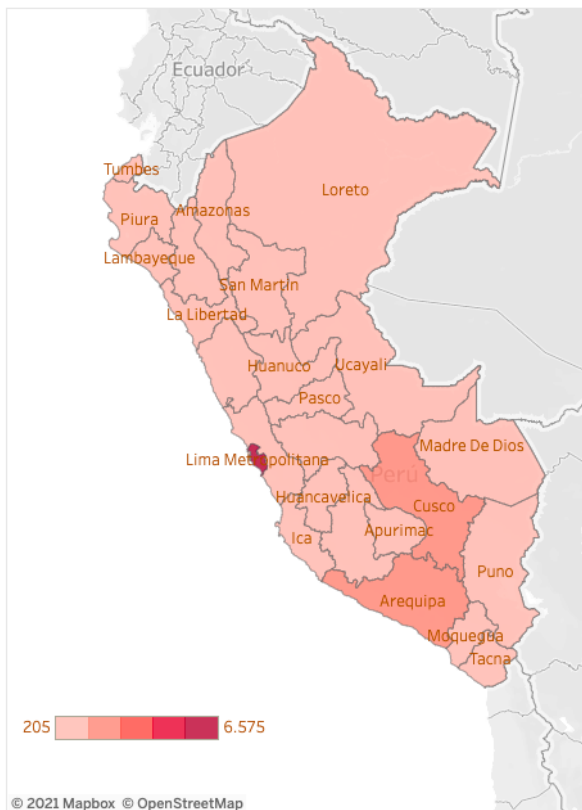 Ecuador
Tumbes
Loreto
Piura
Amazonas
Lambayeque
San Martín
La Libertad
Huanuco
Ucayali
Pasco
Madre De Dios
Lima Metropolitana
Perú
Huancavelica
Cusco
Ica
Apurimac
Puno
Arequipa
Moquegua
Tacna
205 6.575
© 2021 Mapbox © OpenStreetMap